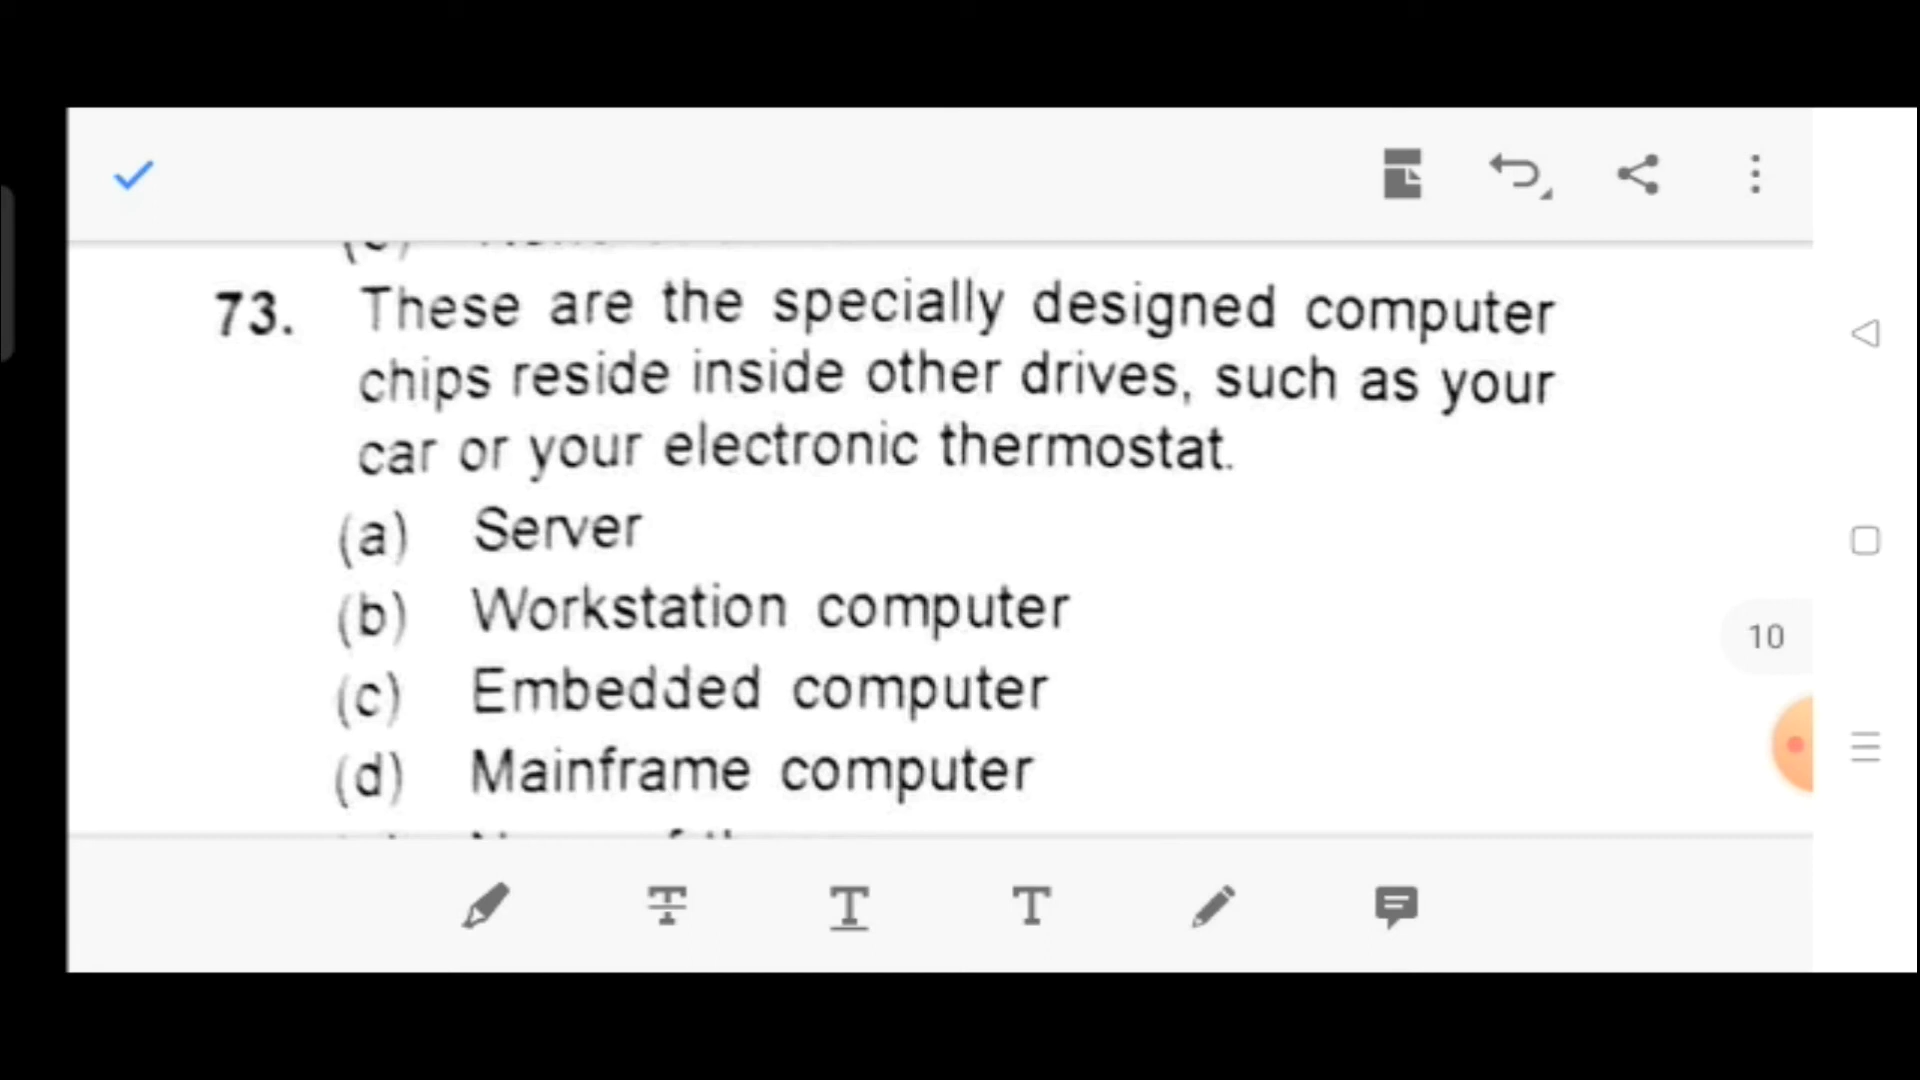 73. These are the specially designed computer
chips reside inside other drives, such as your
car or your electronic thermostat.
(a) Server
(b) Workstation computer
(c) Embedded computer
10
(d) Mainframe computer